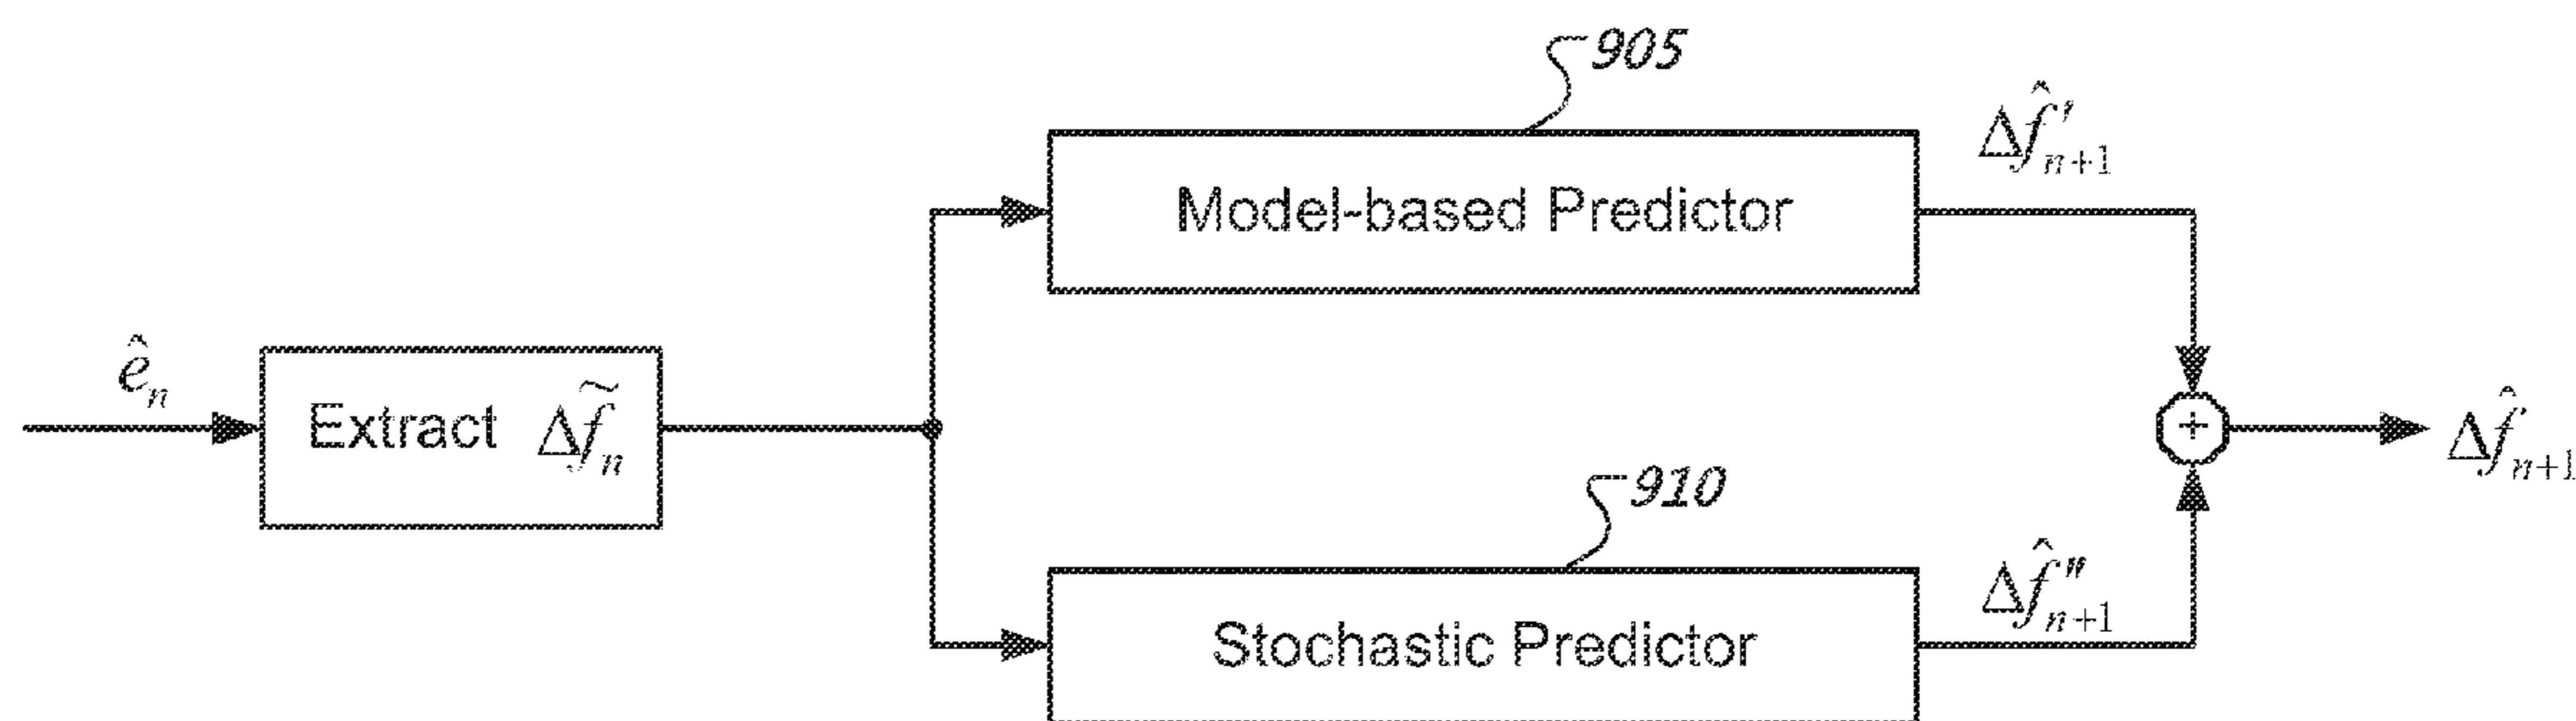 905
Δf̂′ₙ₊₁
Model-based Predictor
êₙ
Extract Δf̃ₙ
+
Δf̂ₙ₊₁
910
Δf̂″ₙ₊₁
Stochastic Predictor